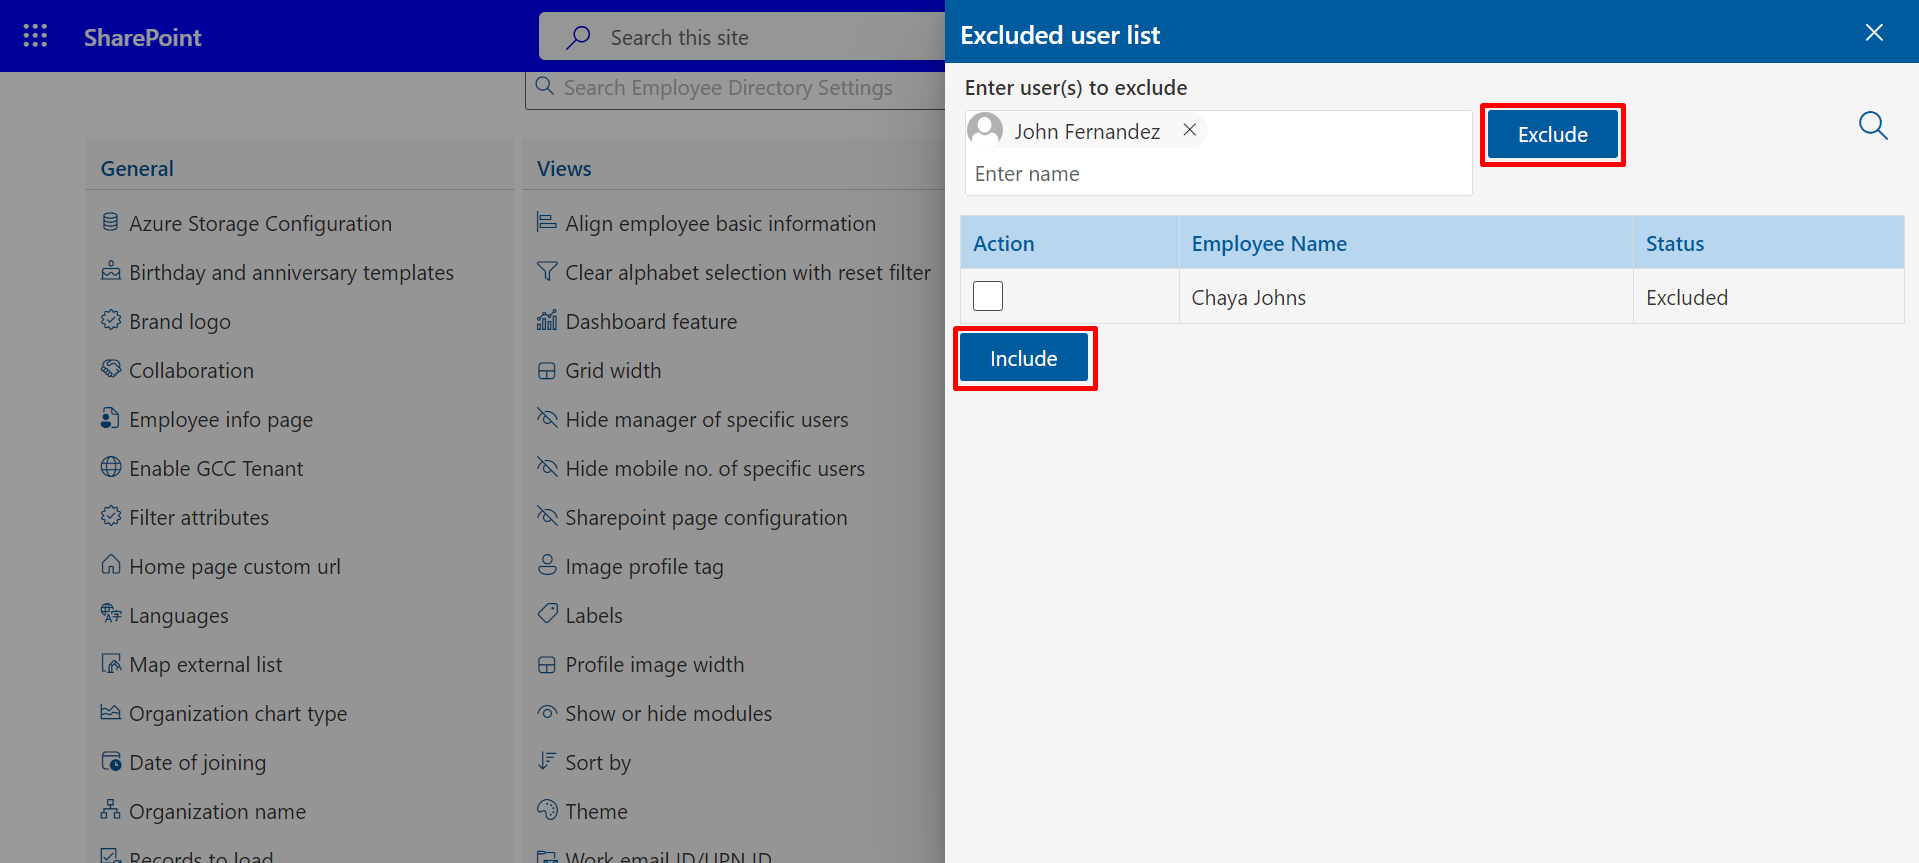 SharePoint
Search this site
Search Employee Directory Settings
General
Azure Storage Configuration
Birthday and anniversary templates
Brand logo
Collaboration
Employee info page
Enable GCC Tenant
Filter attributes
Home page custom url
Languages
Map external list
Organization chart type
Date of joining
Organization name
Records to load
Views
Align employee basic information
Clear alphabet selection with reset filter
Dashboard feature
Grid width
Hide manager of specific users
Hide mobile no. of specific users
Sharepoint page configuration
Image profile tag
Labels
Profile image width
Show or hide modules
Sort by
Theme
Work email ID/UPN ID
Excluded user list
Enter user(s) to exclude
John Fernandez
Enter name
Exclude
Action Employee Name Status
Chaya Johns Excluded
Include